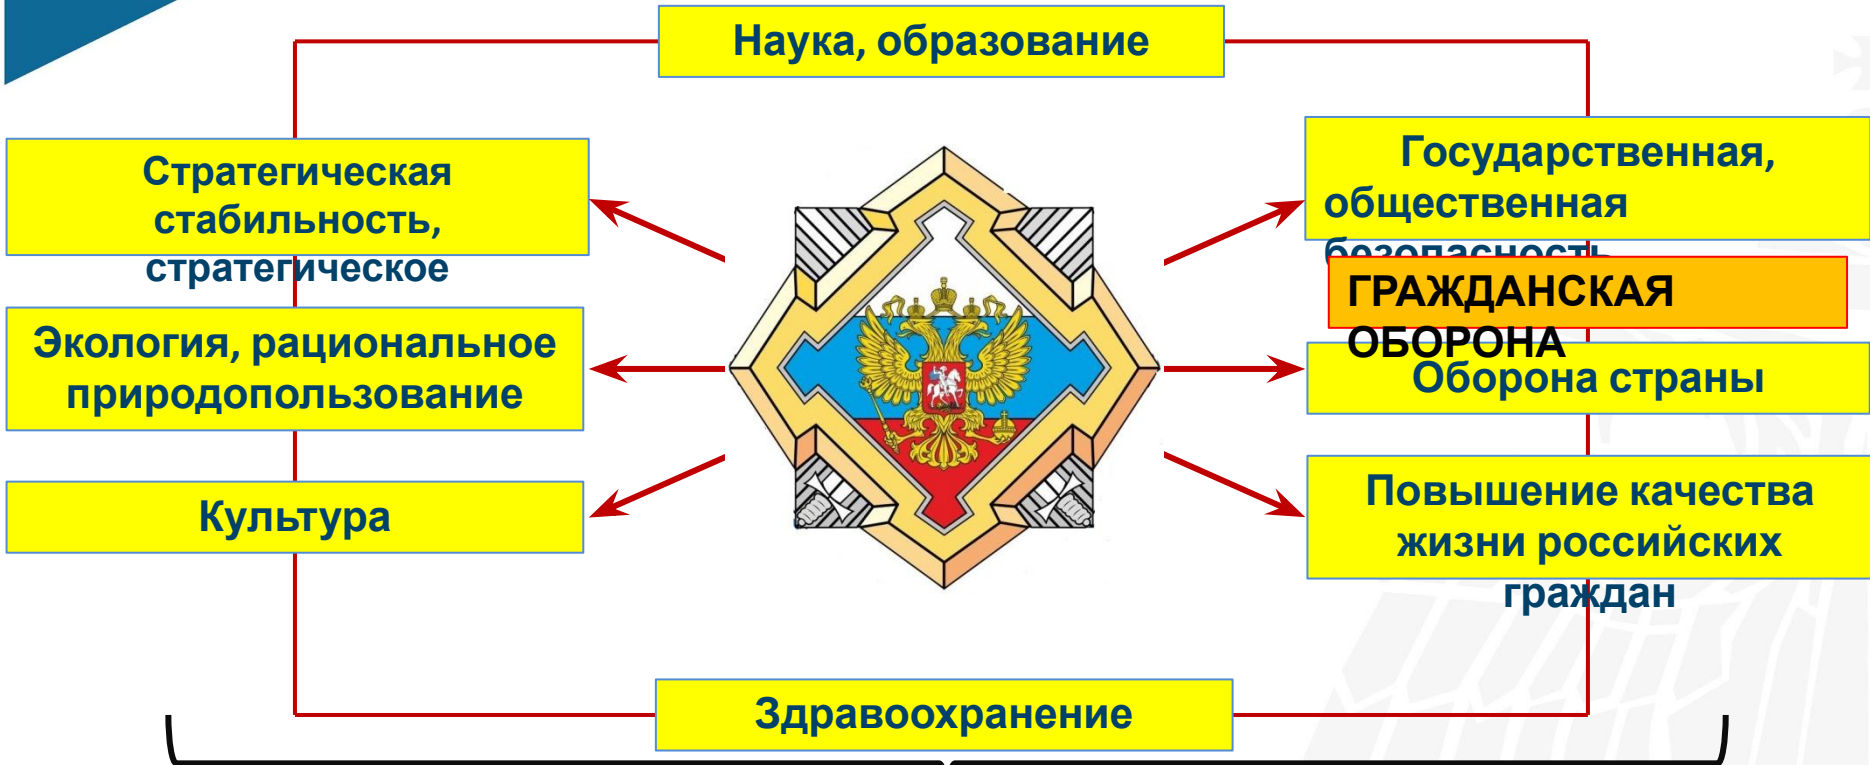 Наука, образование
Стратегическая
стабильность,
стратегическое
Государственная,
общественная
безопасность
ГРАЖДАНСКАЯ
ОБОРОНА
Экология, рациональное
природопользование
Оборона страны
Культура
Повышение качества
жизни российских
граждан
Здравоохранение